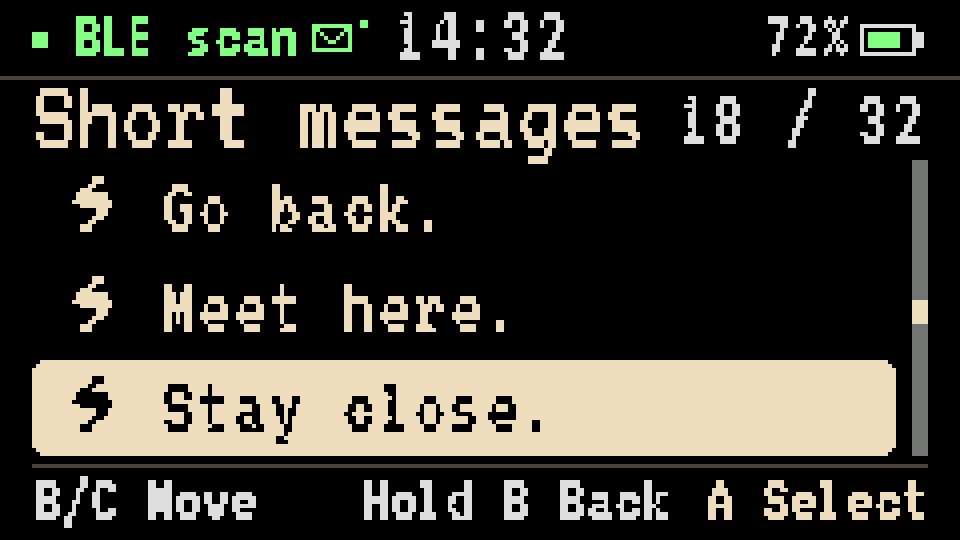 BLE scan 14:32 72%
Short messages 18 / 32
Go back.
Meet here.
Stay close.
B/C Move Hold B Back A Select